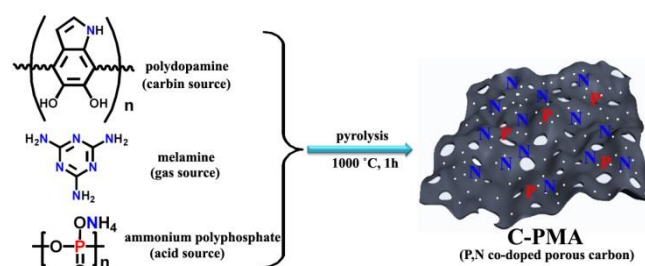 NH
polydopamine
(carbin source)
HO OH
n
NH₂
H₂N N NH₂
N N
NH₂
melamine
(gas source)
pyrolysis
1000 °C, 1h
ONH₄
O P
O n
ammonium polyphosphate
(acid source)
N N P N P N N P N N N P N P N
C-PMA
(P,N co-doped porous carbon)